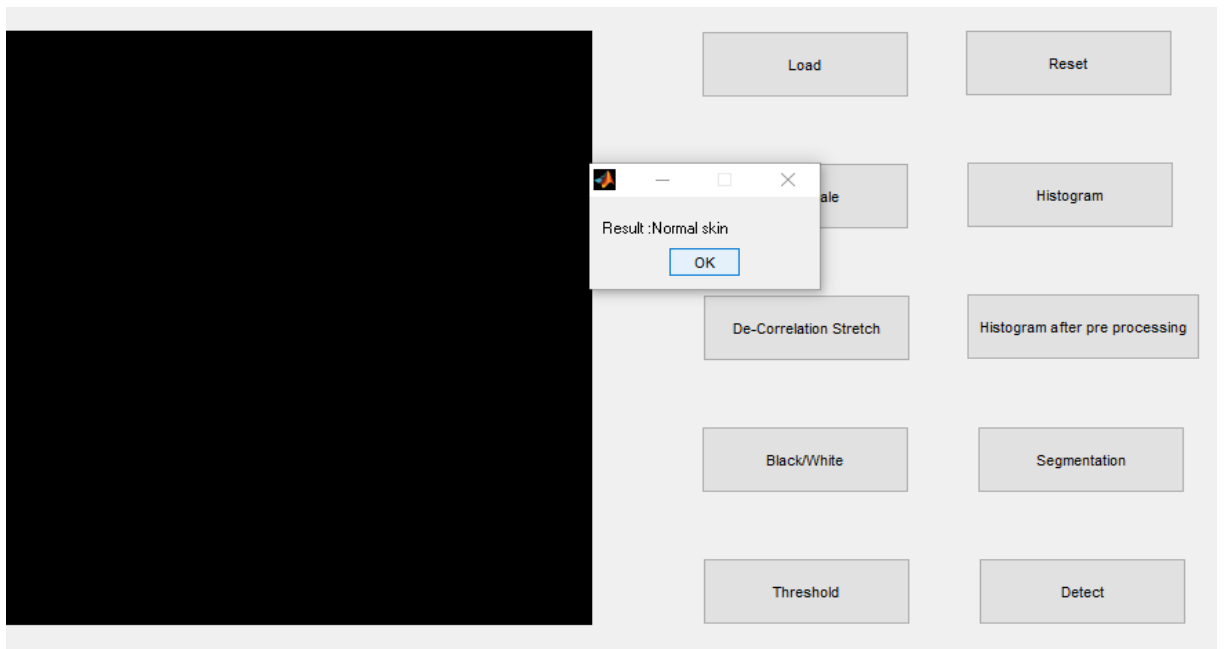 Load
Reset
ale
Histogram
Result :Normal skin
OK
De-Correlation Stretch
Histogram after pre processing
Black/White
Segmentation
Threshold
Detect